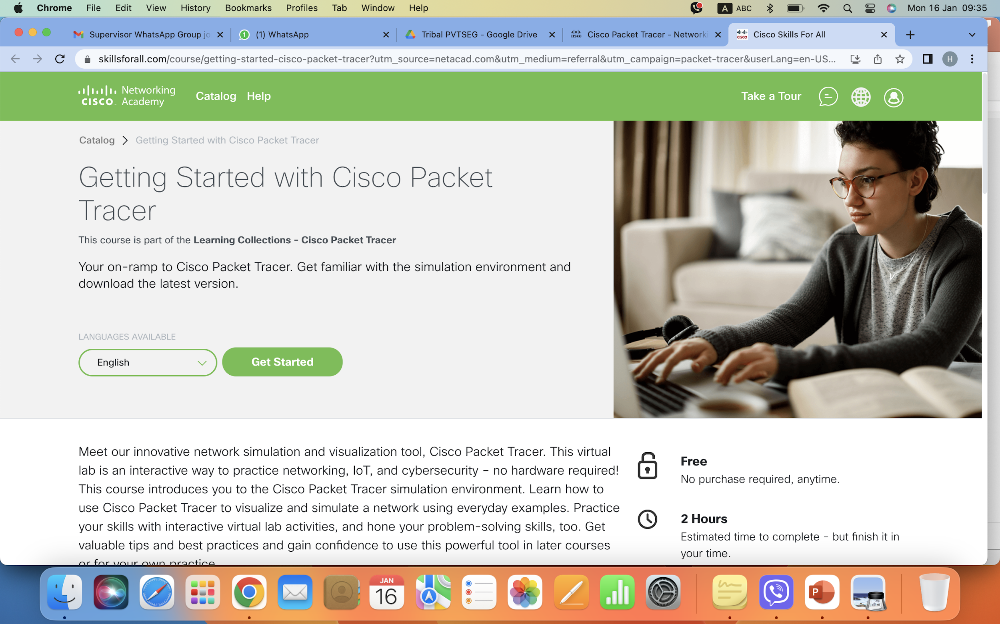 Chrome File Edit View History Bookmarks Profiles Tab Window Help A ABC Mon 16 Jan 09:35
Supervisor WhatsApp Group jo 1 (1) WhatsApp Tribal PVTSEG - Google Drive Cisco Packet Tracer - Networki Cisco Skills For All
skillsforall.com/course/getting-started-cisco-packet-tracer?utm_source=netacad.com&utm_medium=referral&utm_campaign=packet-tracer&userLang=en-US... H
CISCO Networking Academy Catalog Help Take a Tour
Catalog > Getting Started with Cisco Packet Tracer
Getting Started with Cisco Packet
Tracer
This course is part of the Learning Collections - Cisco Packet Tracer
Your on-ramp to Cisco Packet Tracer. Get familiar with the simulation environment and
download the latest version.
LANGUAGES AVAILABLE
English Get Started
Meet our innovative network simulation and visualization tool, Cisco Packet Tracer. This virtual
lab is an interactive way to practice networking, IoT, and cybersecurity – no hardware required!
This course introduces you to the Cisco Packet Tracer simulation environment. Learn how to
use Cisco Packet Tracer to visualize and simulate a network using everyday examples. Practice
your skills with interactive virtual lab activities, and hone your problem-solving skills, too. Get
valuable tips and best practices and gain confidence to use this powerful tool in later courses
or for your own practice.
Free
No purchase required, anytime.
2 Hours
Estimated time to complete – but finish it in
your time.
JAN
16
P